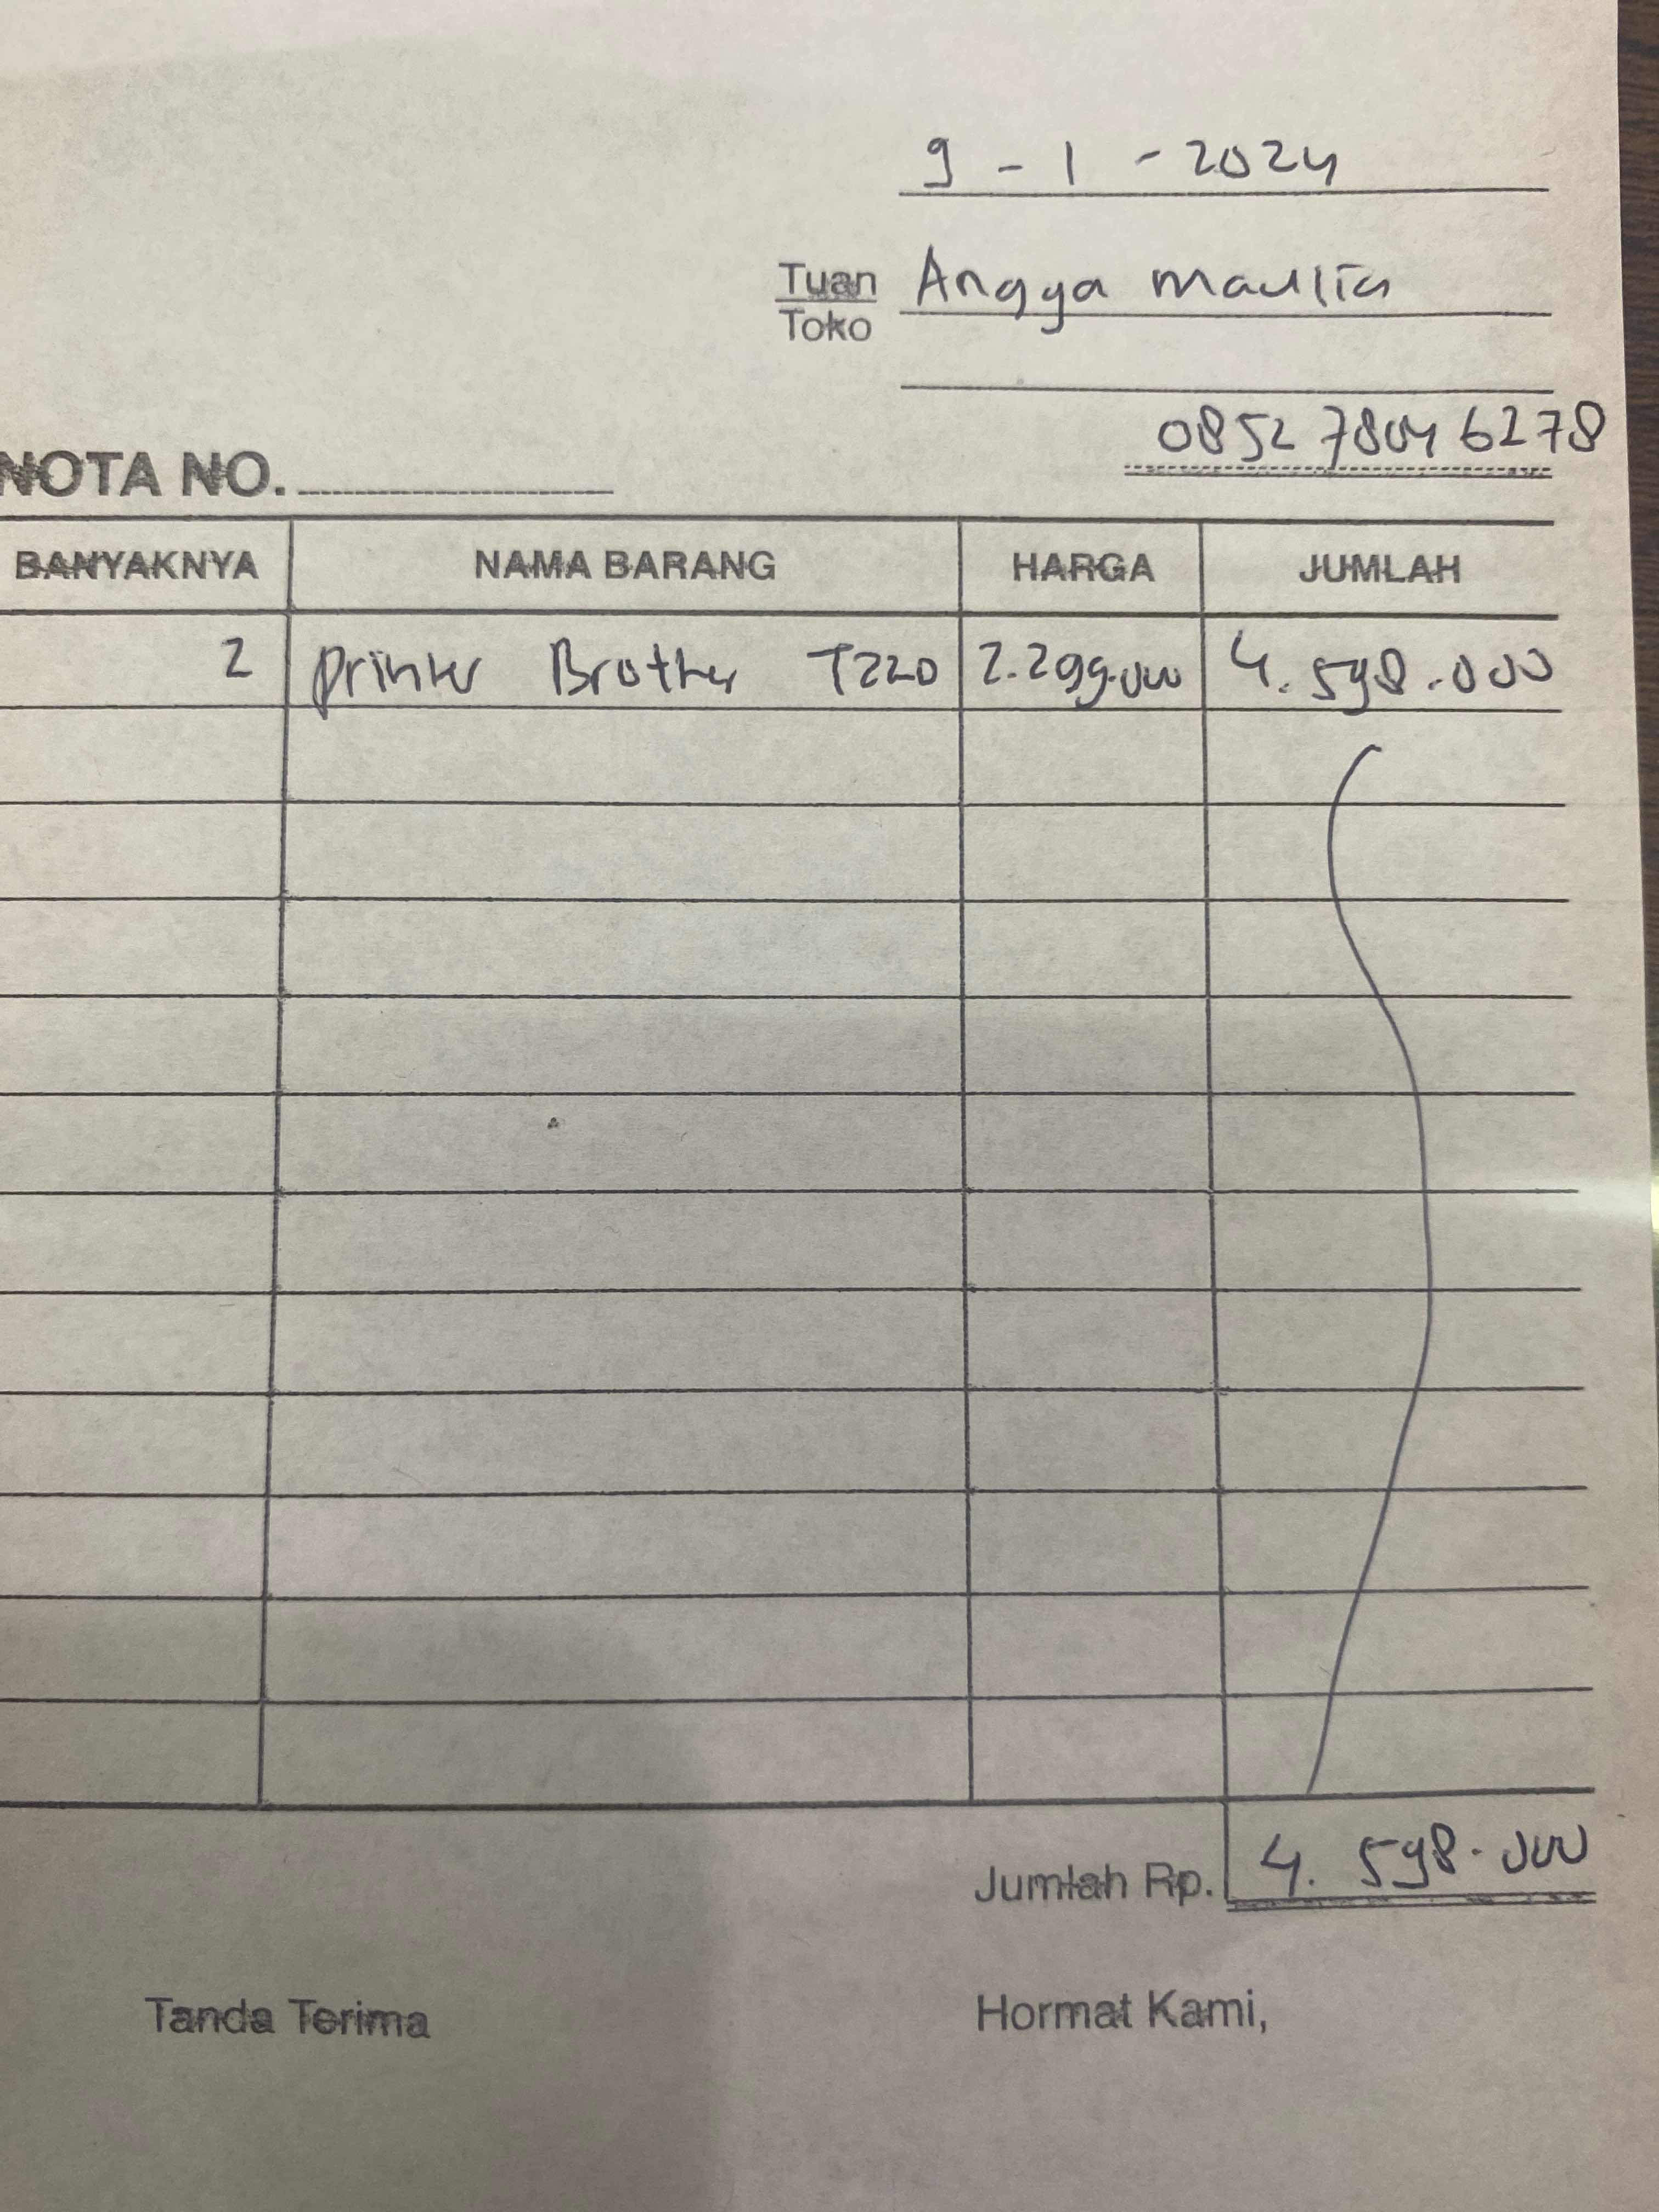 9 - 1 - 2024
Tuan Angga Maulia
Toko
0852 7804 6278
NOTA NO.
BANYAKNYA NAMA BARANG HARGA JUMLAH
2 Printer Brother T220 2.299.000 4.598.000
Jumlah Rp. 4.598.000
Tanda Terima Hormat Kami,